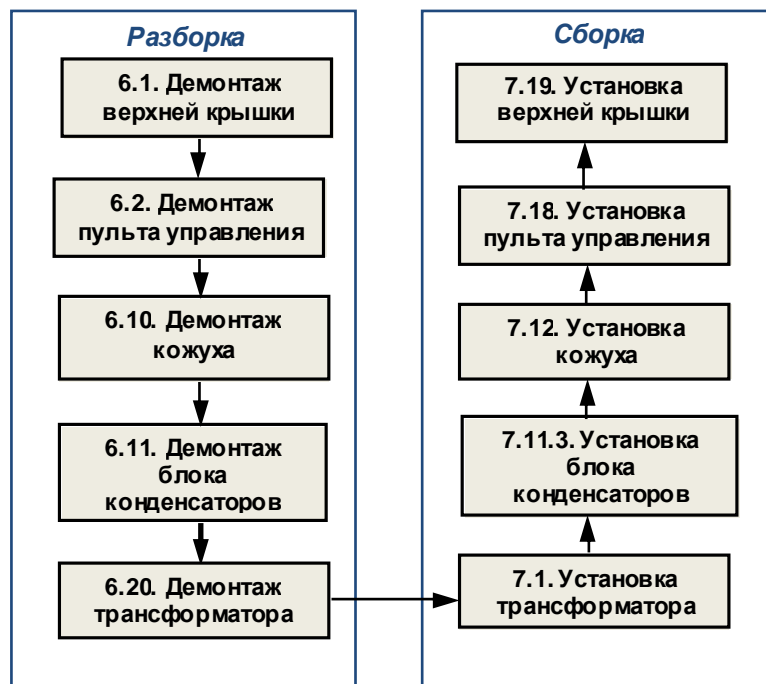 Разборка
6.1. Демонтаж
верхней крышки
6.2. Демонтаж
пульта управления
6.10. Демонтаж
кожуха
6.11. Демонтаж
блока
конденсаторов
6.20. Демонтаж
трансформатора
Сборка
7.19. Установка
верхней крышки
7.18. Установка
пульта управления
7.12. Установка
кожуха
7.11.3. Установка
блока
конденсаторов
7.1. Установка
трансформатора